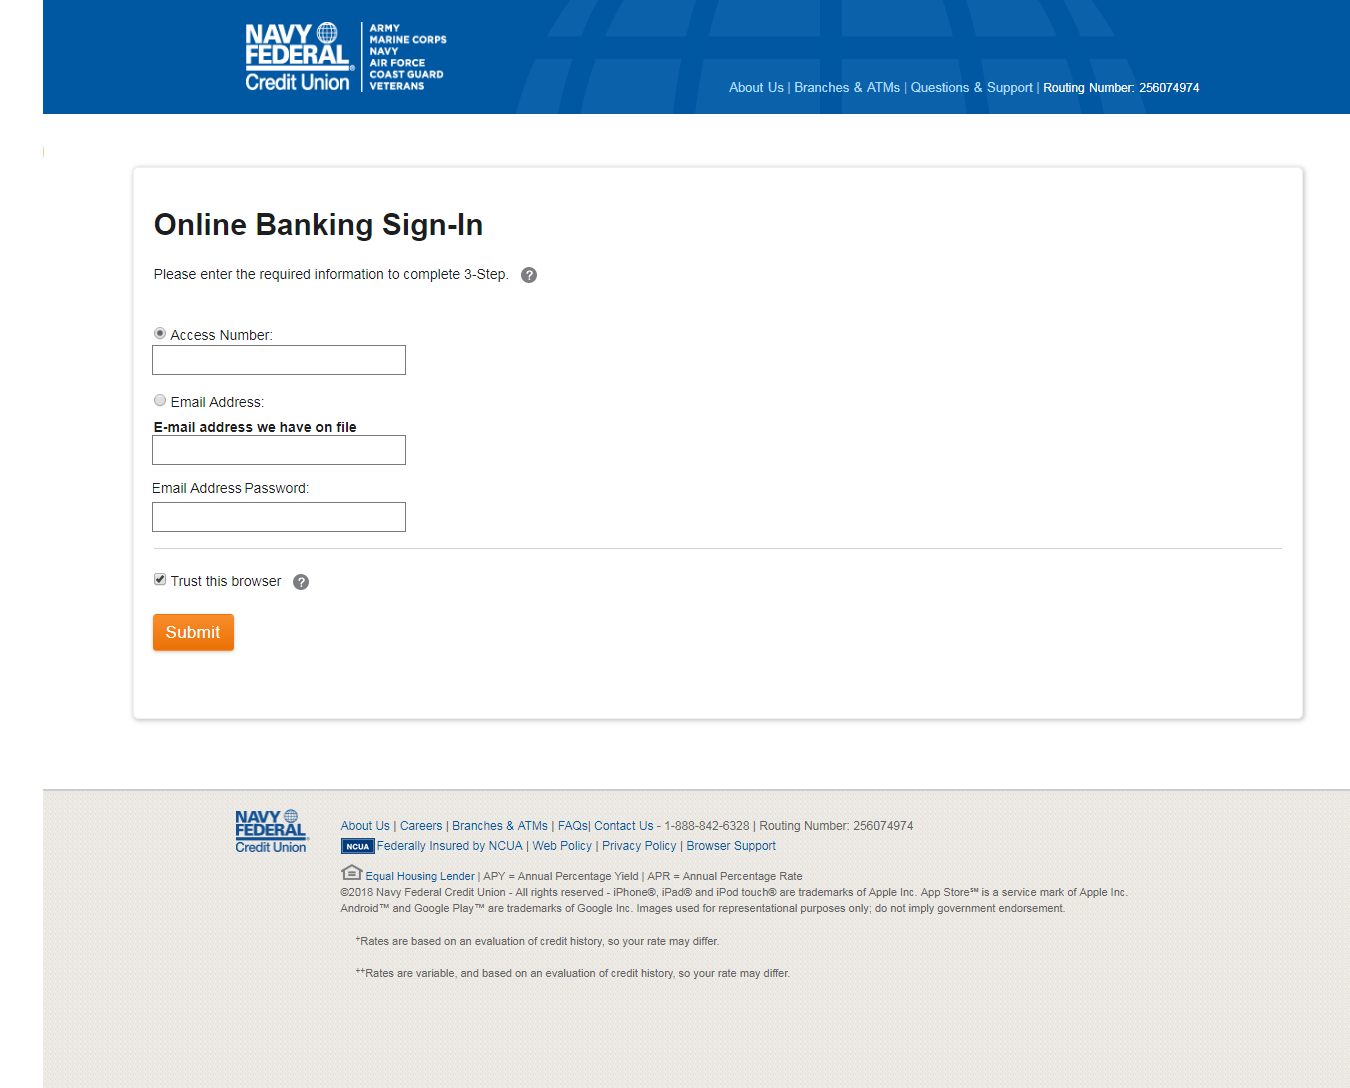 NAVY
FEDERAL®
Credit Union
ARMY
MARINE CORPS
NAVY
AIR FORCE
COAST GUARD
VETERANS
About Us | Branches & ATMs | Questions & Support | Routing Number: 256074974
Online Banking Sign-In
Please enter the required information to complete 3-Step. ?
Access Number:
Email Address:
E-mail address we have on file
Email Address Password:
Trust this browser ?
Submit
NAVY
FEDERAL®
Credit Union
About Us | Careers | Branches & ATMs | FAQs| Contact Us - 1-888-842-6328 | Routing Number: 256074974
NCUA Federally Insured by NCUA | Web Policy | Privacy Policy | Browser Support
Equal Housing Lender | APY = Annual Percentage Yield | APR = Annual Percentage Rate
©2018 Navy Federal Credit Union - All rights reserved - iPhone®, iPad® and iPod touch® are trademarks of Apple Inc. App Store℠ is a service mark of Apple Inc.
Android™ and Google Play™ are trademarks of Google Inc. Images used for representational purposes only; do not imply government endorsement.
+Rates are based on an evaluation of credit history, so your rate may differ.
++Rates are variable, and based on an evaluation of credit history, so your rate may differ.